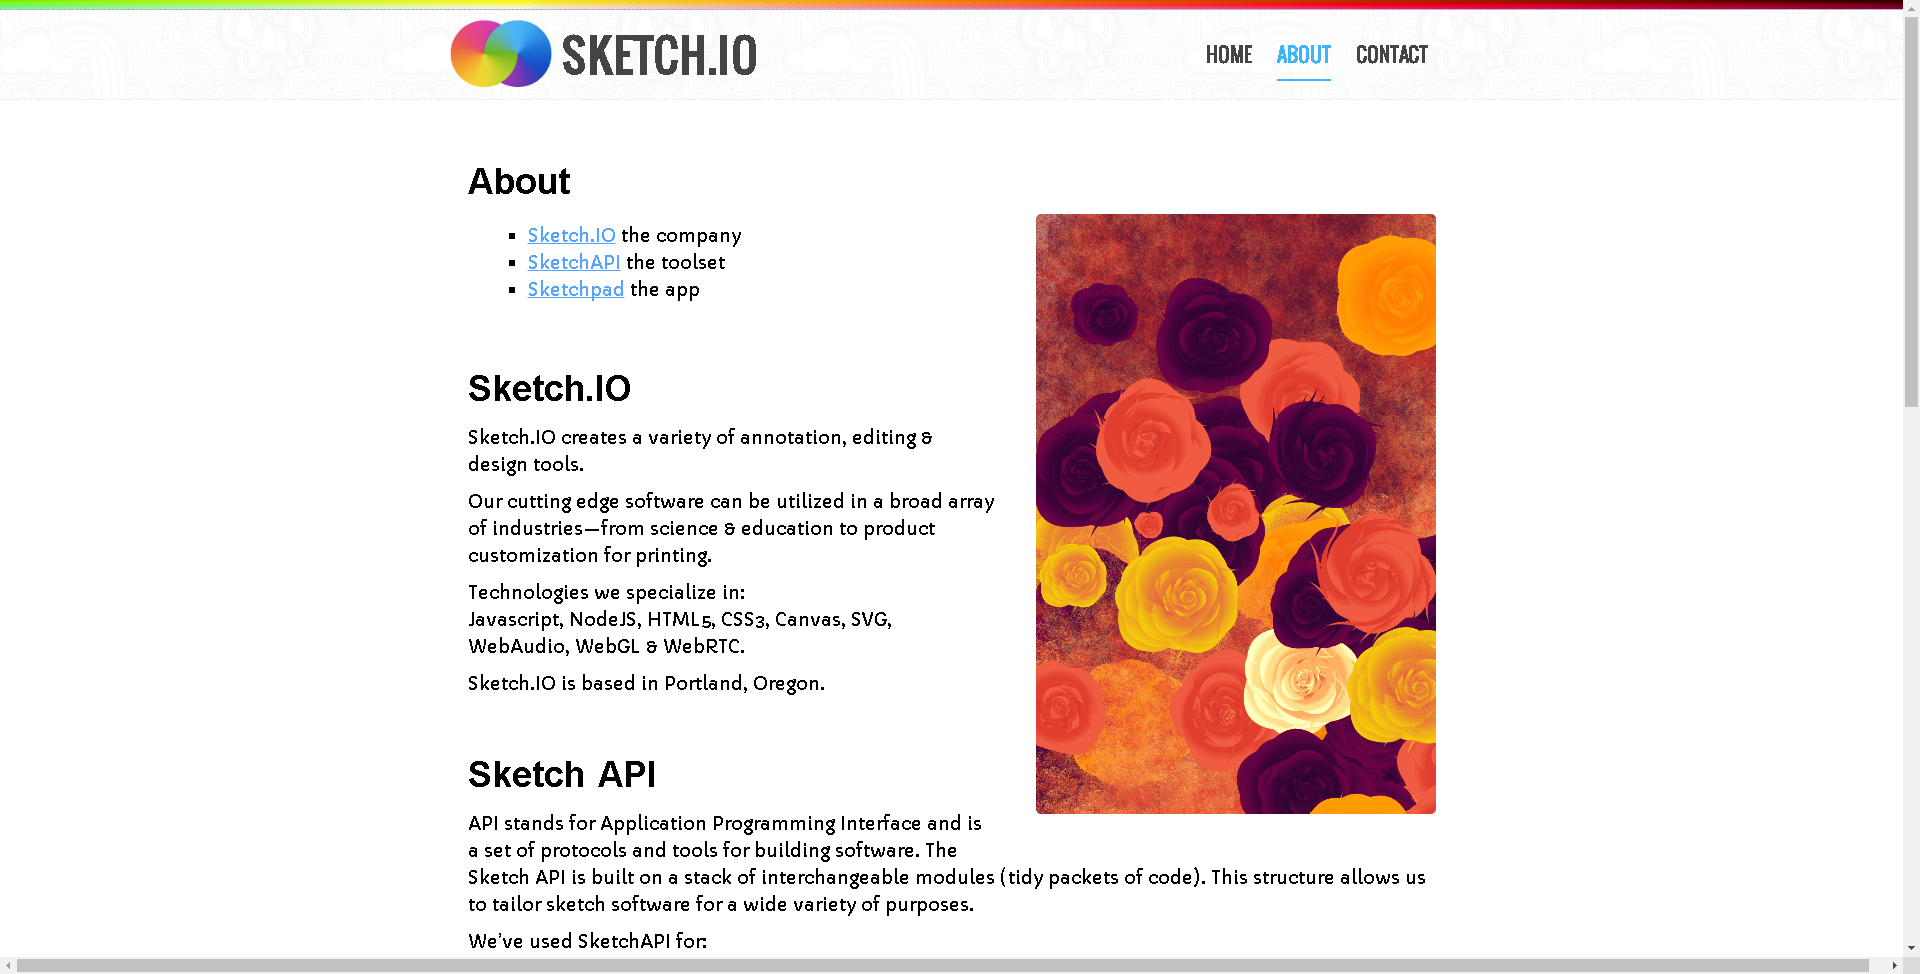 SKETCH.IO
HOME ABOUT CONTACT
About
Sketch.IO the company
SketchAPI the toolset
Sketchpad the app
Sketch.IO
Sketch.IO creates a variety of annotation, editing &
design tools.
Our cutting edge software can be utilized in a broad array
of industries—from science & education to product
customization for printing.
Technologies we specialize in:
Javascript, NodeJS, HTML5, CSS3, Canvas, SVG,
WebAudio, WebGL & WebRTC.
Sketch.IO is based in Portland, Oregon.
Sketch API
API stands for Application Programming Interface and is
a set of protocols and tools for building software. The
Sketch API is built on a stack of interchangeable modules (tidy packets of code). This structure allows us
to tailor sketch software for a wide variety of purposes.
We’ve used SketchAPI for: